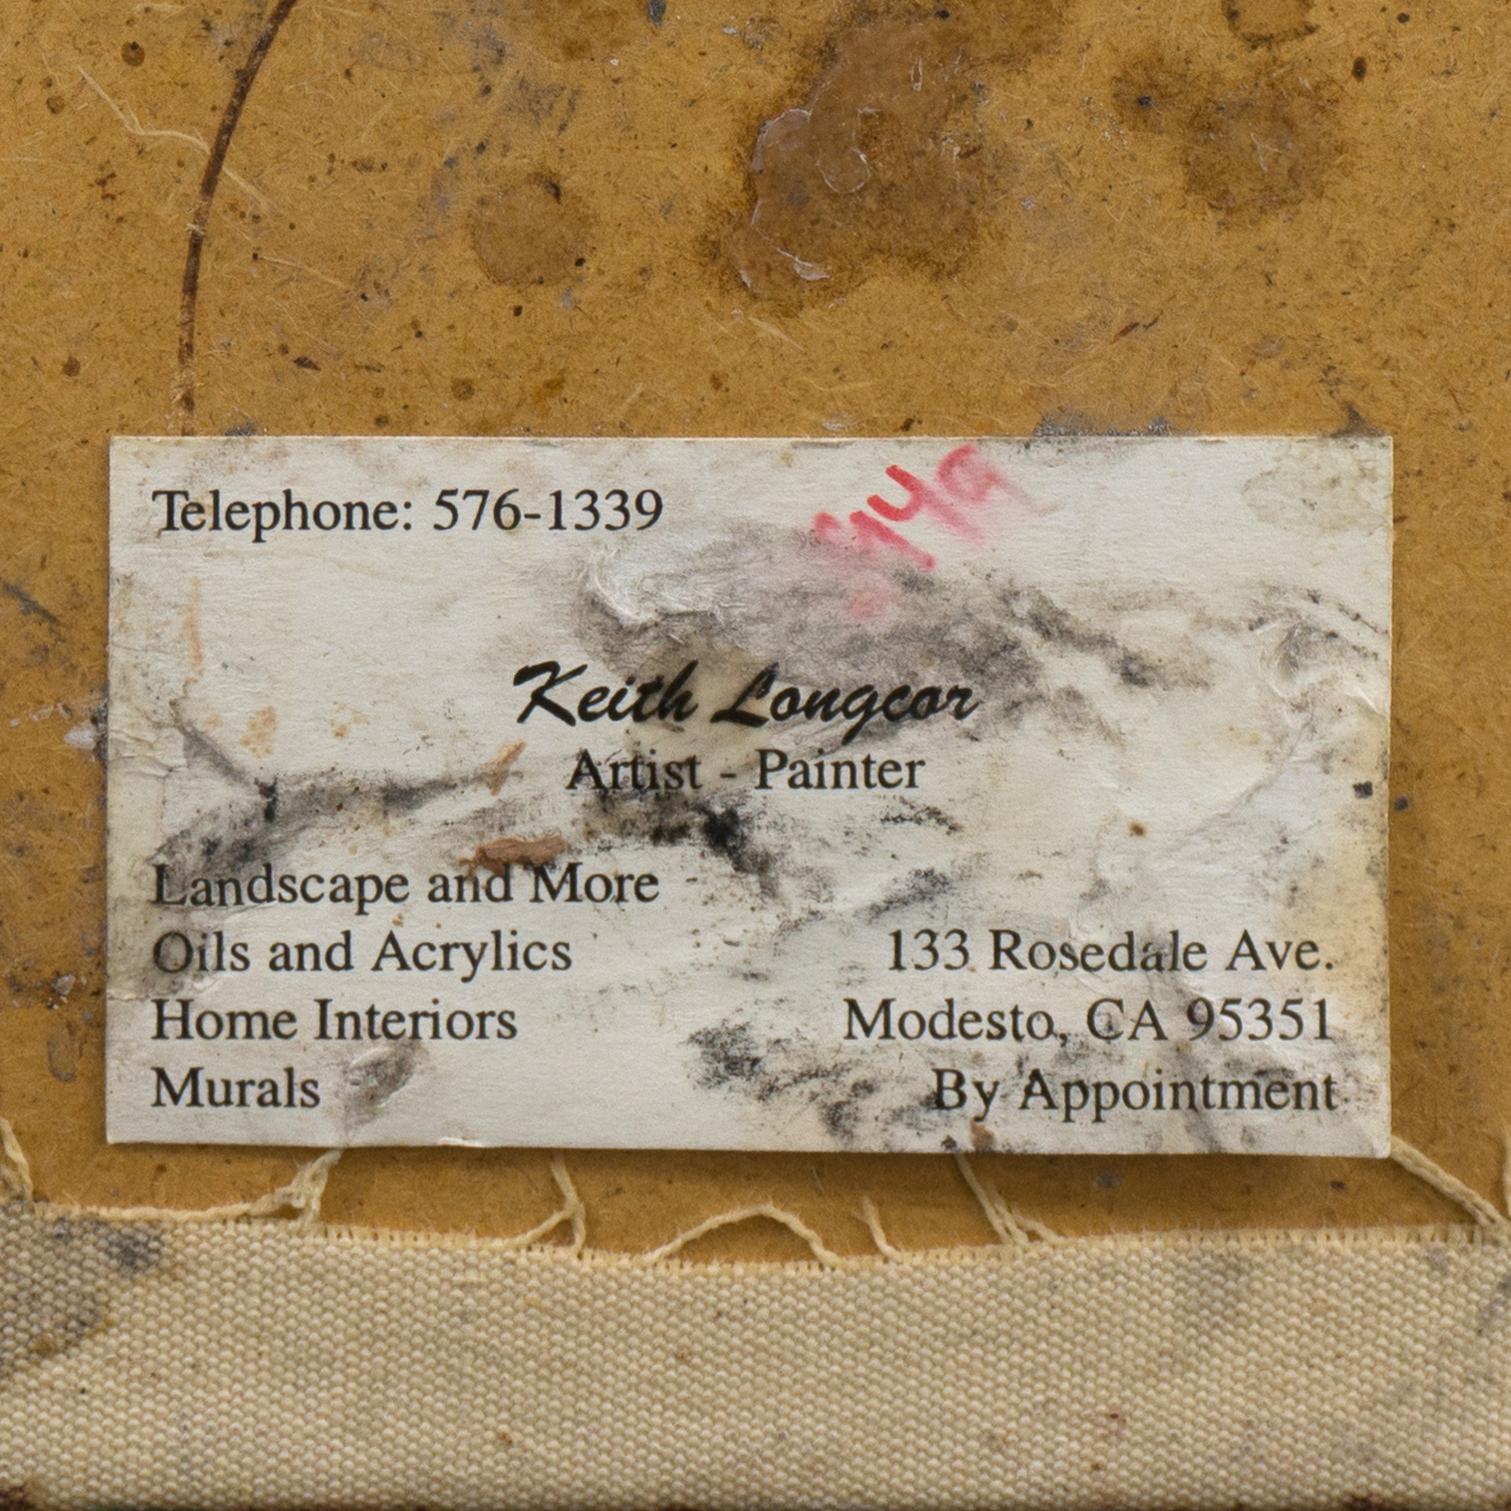 Telephone: 576-1339
Keith Longcor
Artist - Painter
Landscape and More
Oils and Acrylics
Home Interiors
Murals
133 Rosedale Ave.
Modesto, CA 95351
By Appointment